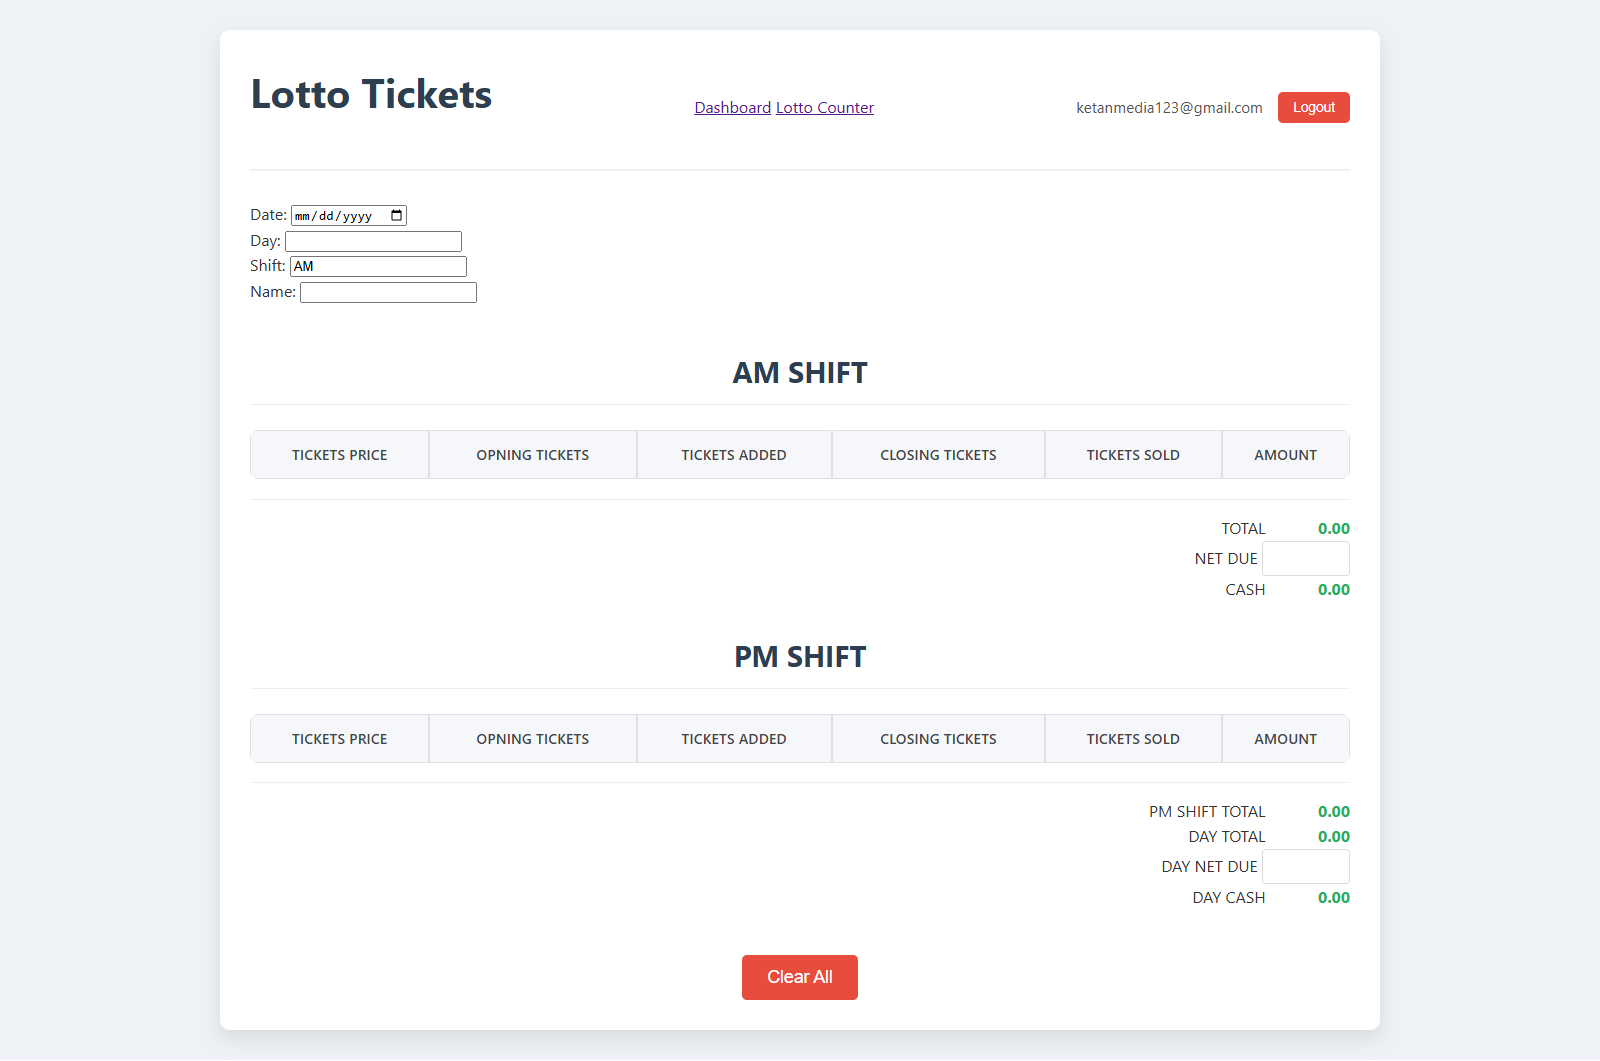 Lotto Tickets
Dashboard Lotto Counter
ketanmedia123@gmail.com
Logout
Date: mm/dd/yyyy
Day:
Shift: AM
Name:
AM SHIFT
TICKETS PRICE OPNING TICKETS TICKETS ADDED CLOSING TICKETS TICKETS SOLD AMOUNT
TOTAL 0.00
NET DUE
CASH 0.00
PM SHIFT
TICKETS PRICE OPNING TICKETS TICKETS ADDED CLOSING TICKETS TICKETS SOLD AMOUNT
PM SHIFT TOTAL 0.00
DAY TOTAL 0.00
DAY NET DUE
DAY CASH 0.00
Clear All